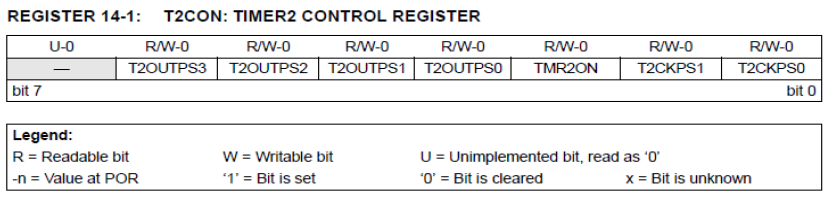 REGISTER 14-1: T2CON: TIMER2 CONTROL REGISTER
U-0 R/W-0 R/W-0 R/W-0 R/W-0 R/W-0 R/W-0 R/W-0
— T2OUTPS3 T2OUTPS2 T2OUTPS1 T2OUTPS0 TMR2ON T2CKPS1 T2CKPS0
bit 7 bit 0
Legend:
R = Readable bit W = Writable bit U = Unimplemented bit, read as ‘0’
-n = Value at POR ‘1’ = Bit is set ‘0’ = Bit is cleared x = Bit is unknown